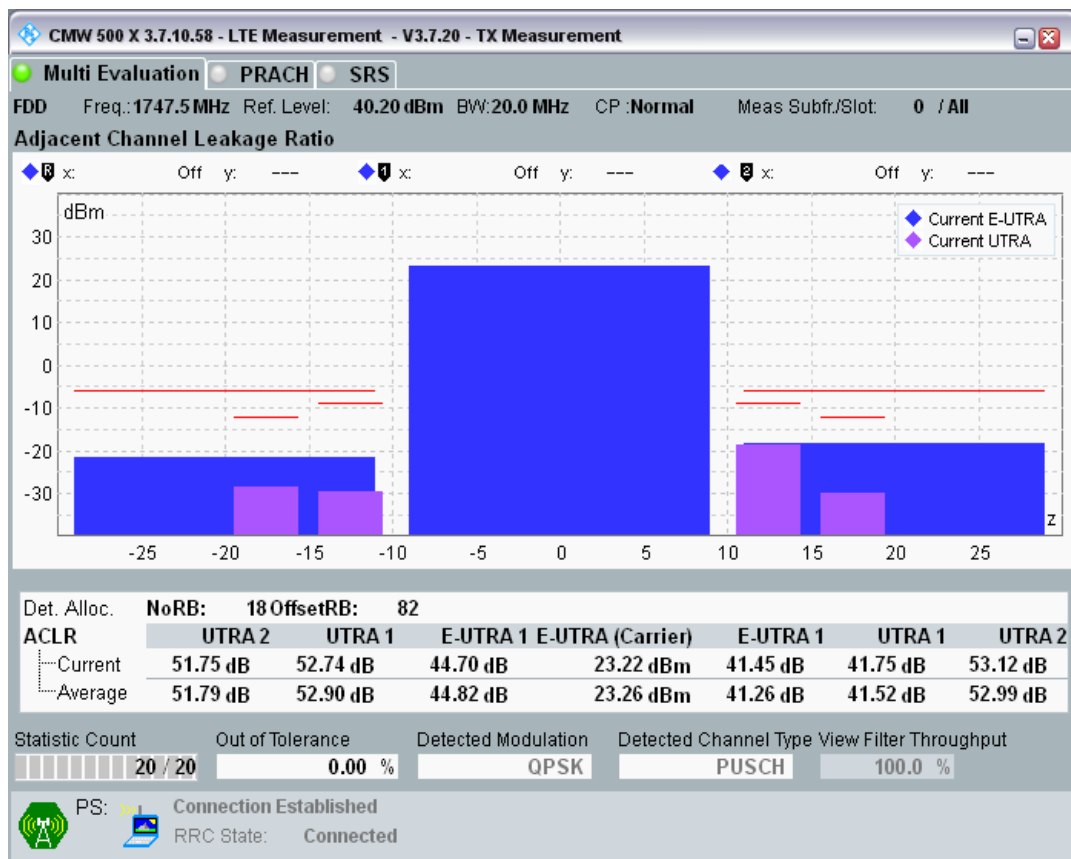 CMW 500 X 3.7.10.58 - LTE Measurement - V3.7.20 - TX Measurement
Multi Evaluation PRACH SRS
FDD Freq.:1747.5 MHz Ref. Level: 40.20 dBm BW:20.0 MHz CP :Normal Meas Subfr./Slot: 0 / All
Adjacent Channel Leakage Ratio
R x: Off y: --- 1 x: Off y: --- 2 x: Off y: ---
dBm
Current E-UTRA
Current UTRA
30
20
10
0
-10
-20
-30
z
-25 -20 -15 -10 -5 0 5 10 15 20 25
Det. Alloc. NoRB: 18 OffsetRB: 82
ACLR UTRA 2 UTRA 1 E-UTRA 1 E-UTRA (Carrier) E-UTRA 1 UTRA 1 UTRA 2
Current 51.75 dB 52.74 dB 44.70 dB 23.22 dBm 41.45 dB 41.75 dB 53.12 dB
Average 51.79 dB 52.90 dB 44.82 dB 23.26 dBm 41.26 dB 41.52 dB 52.99 dB
Statistic Count Out of Tolerance Detected Modulation Detected Channel Type View Filter Throughput
20 / 20 0.00 % QPSK PUSCH 100.0 %
PS: Connection Established
RRC State: Connected